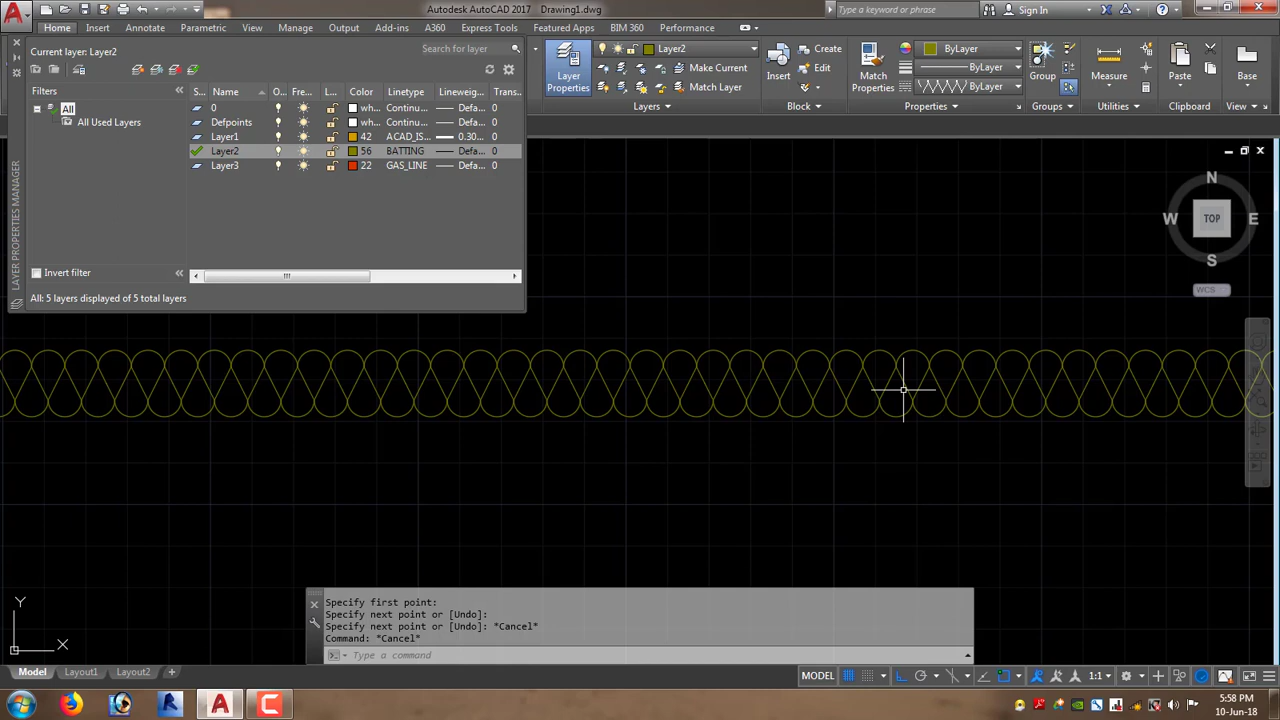 Autodesk AutoCAD 2017 Drawing1.dwg
Type a keyword or phrase
Sign In
Home Insert Annotate Parametric View Manage Output Add-ins A360 Express Tools Featured Apps BIM 360 Performance
Current layer: Layer2
Search for layer
Filters
All
All Used Layers
S... Name O... Fre... L... Color Linetype Lineweig... Trans...
0 wh... Continu... Defa... 0
Defpoints wh... Continu... Defa... 0
Layer1 42 ACAD_IS... 0.30... 0
Layer2 56 BATTING Defa... 0
Layer3 22 GAS_LINE Defa... 0
Invert filter
All: 5 layers displayed of 5 total layers
LAYER PROPERTIES MANAGER
Layer Properties
Layer2
Make Current
Match Layer
Layers
Insert
Create
Edit
Block
Match Properties
ByLayer
ByLayer
ByLayer
Properties
Group
Groups
Measure
Utilities
Paste
Clipboard
Base
N
W TOP E
S
WCS
Specify first point:
Specify next point or [Undo]:
Specify next point or [Undo]: *Cancel*
Command: *Cancel*
Type a command
Y
X
Model Layout1 Layout2 +
MODEL 1:1
5:58 PM
10-Jun-18